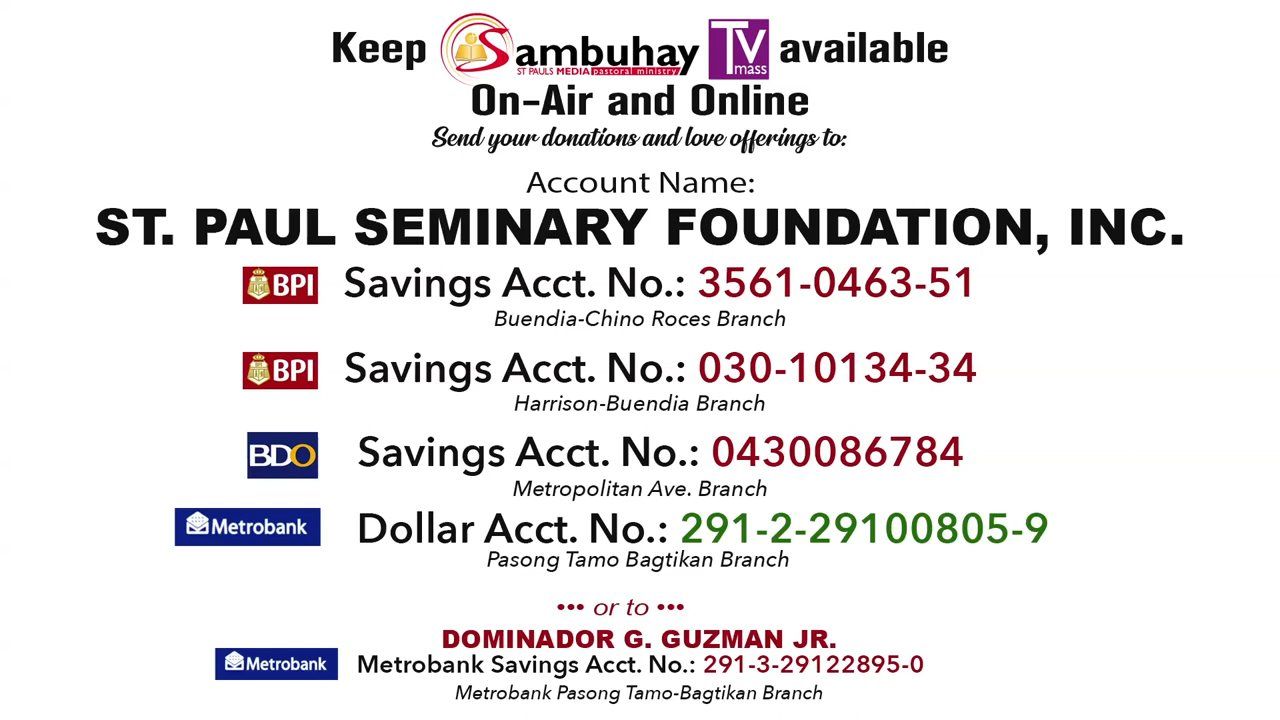 Keep Sambuhay TV mass available
ST PAULS MEDIA pastoral ministry
On-Air and Online
Send your donations and love offerings to:
Account Name:
ST. PAUL SEMINARY FOUNDATION, INC.
BPI Savings Acct. No.: 3561-0463-51
Buendia-Chino Roces Branch
BPI Savings Acct. No.: 030-10134-34
Harrison-Buendia Branch
BDO Savings Acct. No.: 0430086784
Metropolitan Ave. Branch
Metrobank Dollar Acct. No.: 291-2-29100805-9
Pasong Tamo Bagtikan Branch
••• or to •••
DOMINADOR G. GUZMAN JR.
Metrobank Metrobank Savings Acct. No.: 291-3-29122895-0
Metrobank Pasong Tamo-Bagtikan Branch